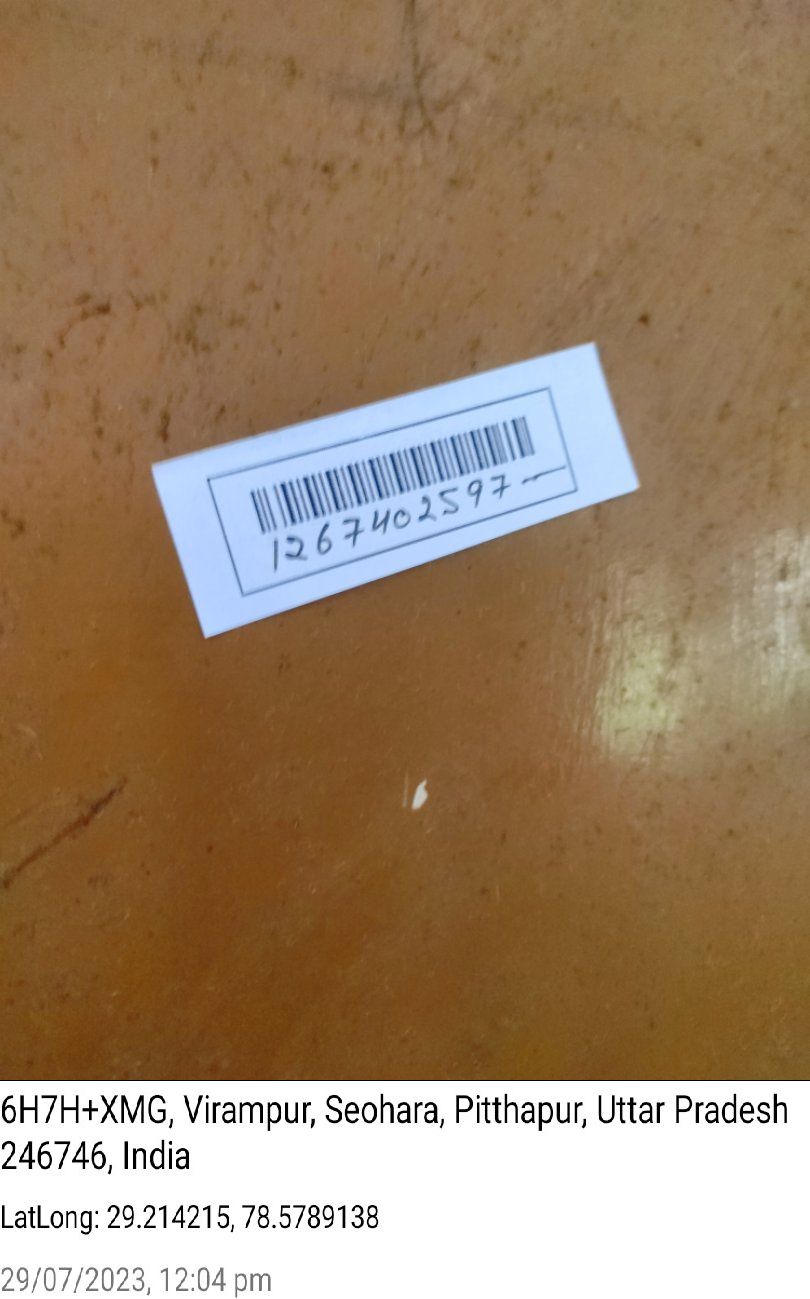 1267402597
6H7H+XMG, Virampur, Seohara, Pitthapur, Uttar Pradesh
246746, India
LatLong: 29.214215, 78.5789138
29/07/2023, 12:04 pm